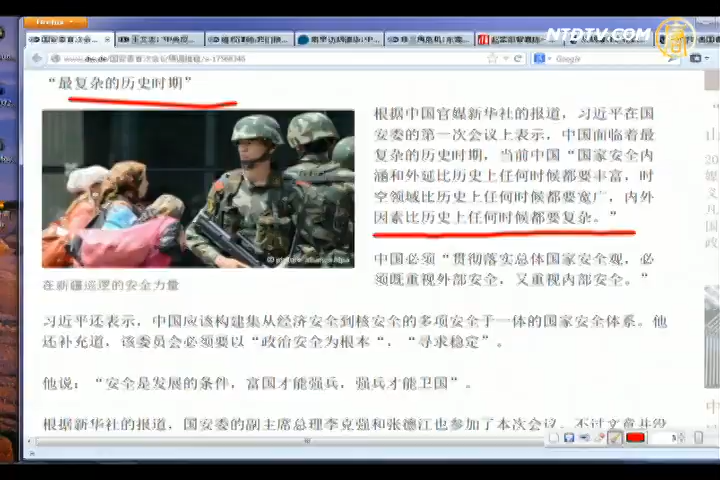 Firefox
NTDTV.com
Google
“最复杂的历史时期”
根据中国官媒新华社的报道，习近平在国
安委的第一次会议上表示，中国面临着最
复杂的历史时期，当前中国“国家安全内
涵和外延比历史上任何时候都要丰富，时
空领域比历史上任何时候都要宽广，内外
因素比历史上任何时候都要复杂。”
中国必须“贯彻落实总体国家安全观，必
须既重视外部安全，又重视内部安全。”
在新疆巡逻的安全力量
习近平还表示，中国应该构建集从经济安全到核安全的多项安全于一体的国家安全体系。他
还补充道，该委员会必须要以“政治安全为根本“，“寻求稳定”。
他说：“安全是发展的条件，富国才能强兵，强兵才能卫国”。
根据新华社的报道，国安委的副主席总理李克强和张德江也参加了本次会议。不过文章并没